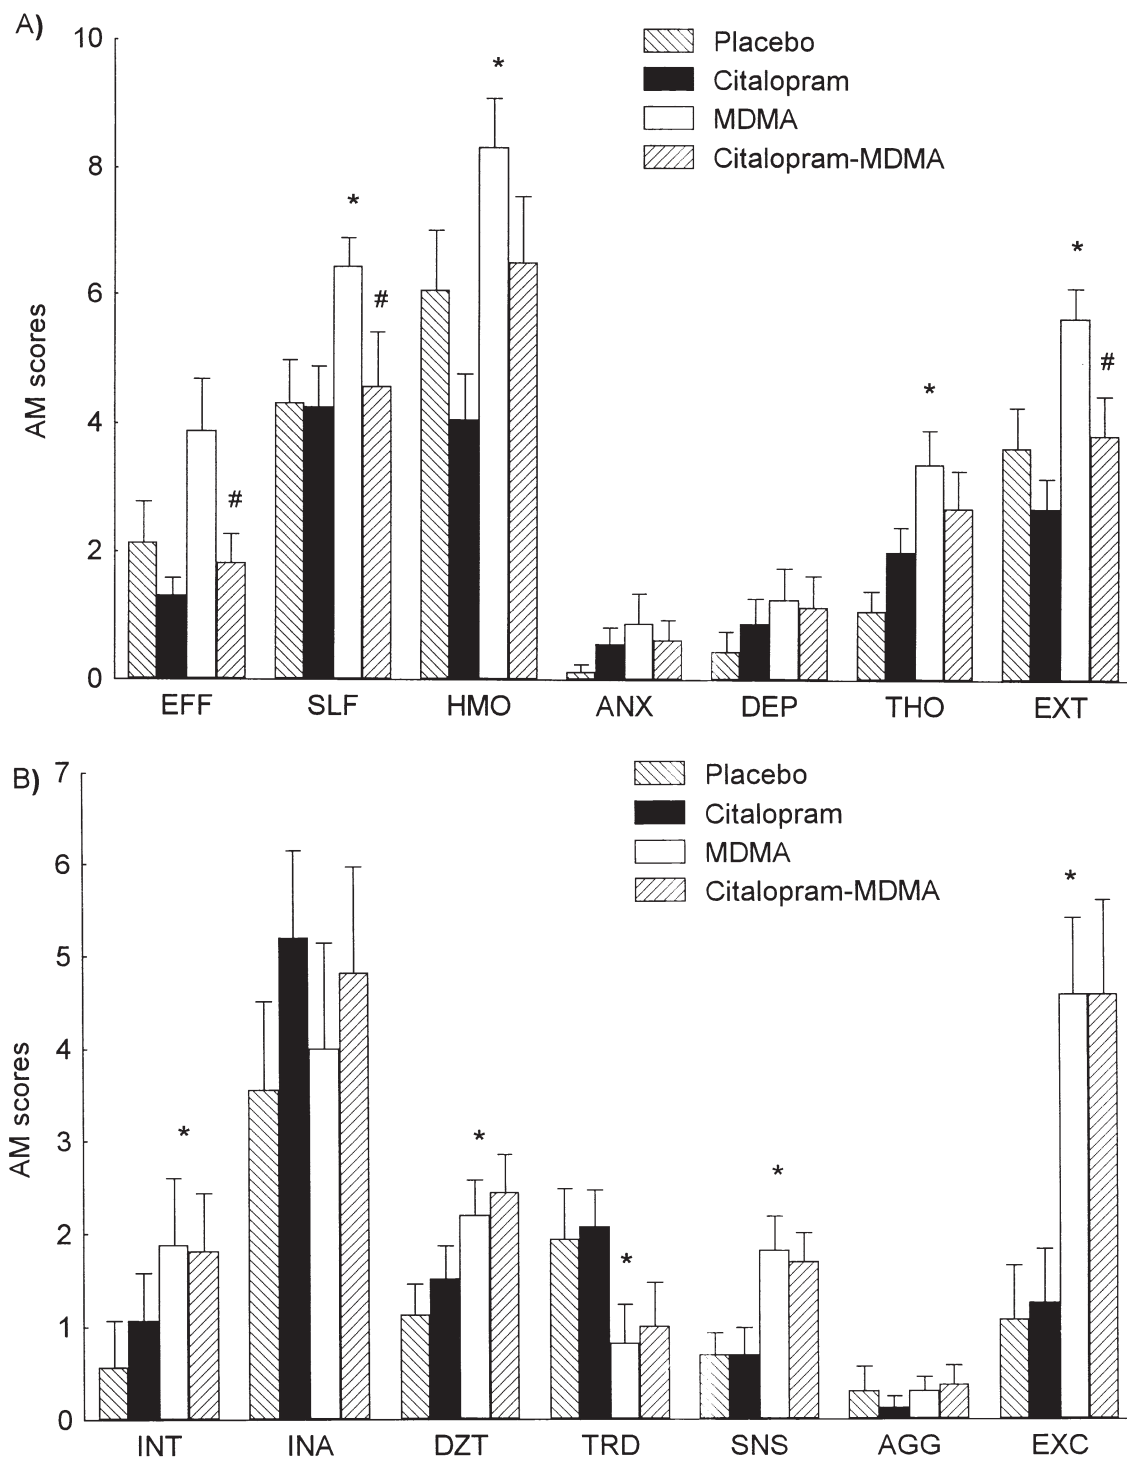 A)
10
8
6
4
2
0
AM scores
Placebo
Citalopram
MDMA
Citalopram-MDMA
*
*
#
#
*
*
#
EFF SLF HMO ANX DEP THO EXT
B)
7
6
5
4
3
2
1
0
AM scores
Placebo
Citalopram
MDMA
Citalopram-MDMA
*
*
*
*
*
INT INA DZT TRD SNS AGG EXC